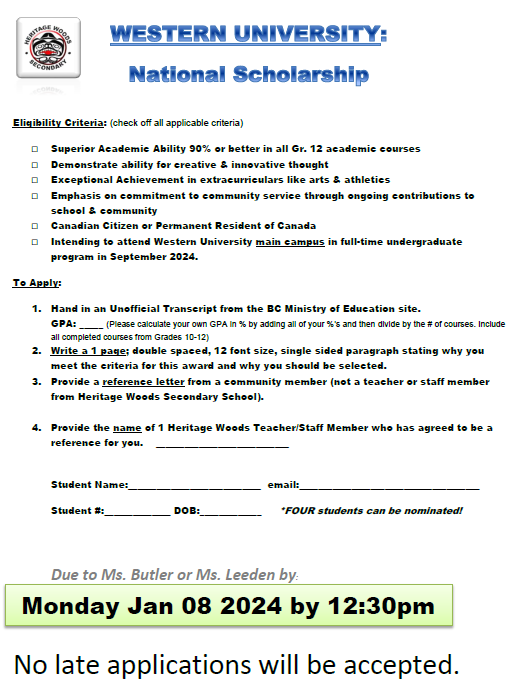 HERITAGE WOODS
SECONDARY
WESTERN UNIVERSITY:
National Scholarship
Eligibility Criteria: (check off all applicable criteria)
□ Superior Academic Ability 90% or better in all Gr. 12 academic courses
□ Demonstrate ability for creative & innovative thought
□ Exceptional Achievement in extracurriculars like arts & athletics
□ Emphasis on commitment to community service through ongoing contributions to
school & community
□ Canadian Citizen or Permanent Resident of Canada
□ Intending to attend Western University main campus in full-time undergraduate
program in September 2024.
To Apply:
1. Hand in an Unofficial Transcript from the BC Ministry of Education site.
GPA: _____ (Please calculate your own GPA in % by adding all of your %'s and then divide by the # of courses. Include
all completed courses from Grades 10-12)
2. Write a 1 page; double spaced, 12 font size, single sided paragraph stating why you
meet the criteria for this award and why you should be selected.
3. Provide a reference letter from a community member (not a teacher or staff member
from Heritage Woods Secondary School).
4. Provide the name of 1 Heritage Woods Teacher/Staff Member who has agreed to be a
reference for you. __________________________
Student Name:__________________________ email:___________________________________
Student #:_____________ DOB:____________ *FOUR students can be nominated!
Due to Ms. Butler or Ms. Leeden by:
Monday Jan 08 2024 by 12:30pm
No late applications will be accepted.